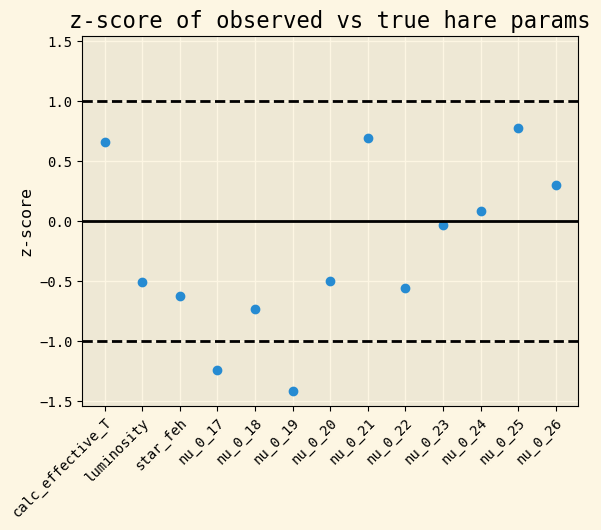 z-score of observed vs true hare params
1.5
1.0
0.5
0.0
−0.5
−1.0
−1.5
z-score
calc_effective_T
luminosity
star_feh
nu_0_17
nu_0_18
nu_0_19
nu_0_20
nu_0_21
nu_0_22
nu_0_23
nu_0_24
nu_0_25
nu_0_26